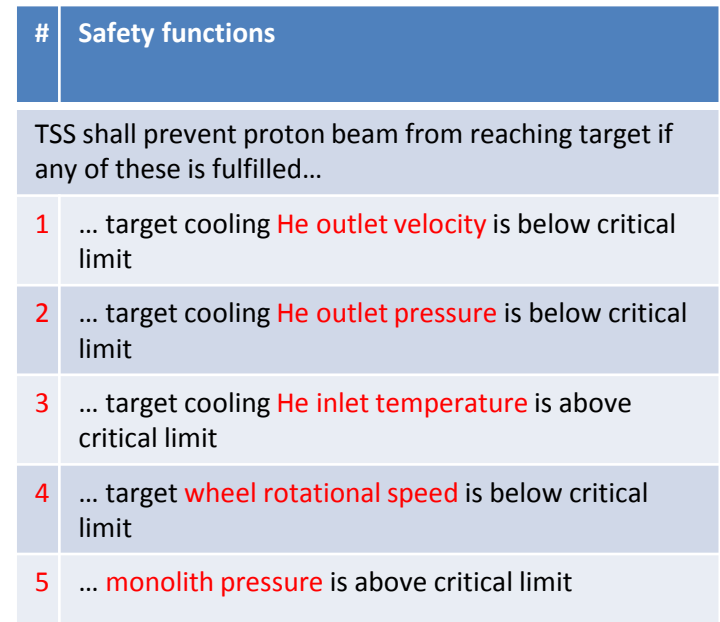 # Safety functions
TSS shall prevent proton beam from reaching target if
any of these is fulfilled…
1 … target cooling He outlet velocity is below critical
limit
2 … target cooling He outlet pressure is below critical
limit
3 … target cooling He inlet temperature is above
critical limit
4 … target wheel rotational speed is below critical
limit
5 … monolith pressure is above critical limit